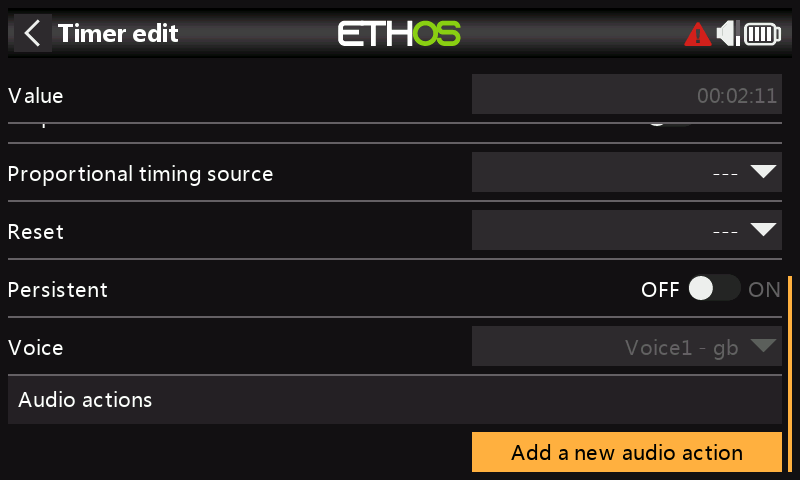 Timer edit
ETHOS
Value
00:02:11
Proportional timing source
---
Reset
---
Persistent
OFF
ON
Voice
Voice1 - gb
Audio actions
Add a new audio action